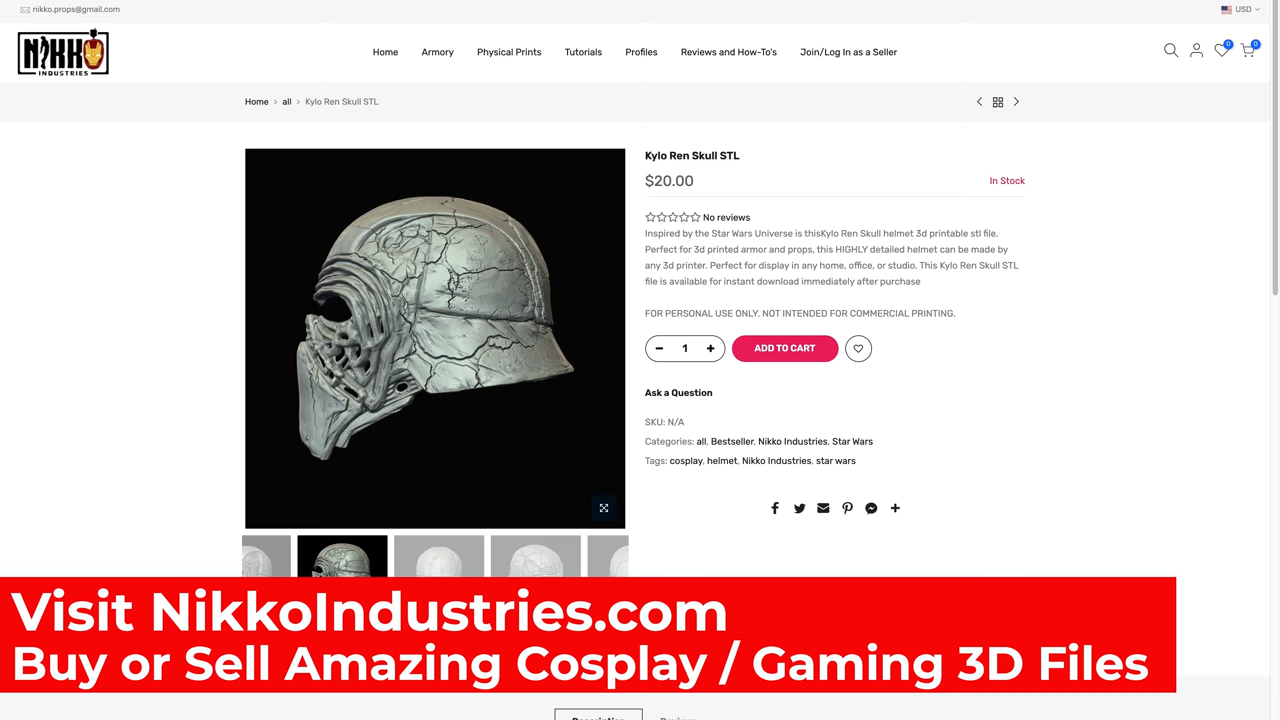 nikko.props@gmail.com
USD
NIKKO
INDUSTRIES
Home
Armory
Physical Prints
Tutorials
Profiles
Reviews and How-To's
Join/Log In as a Seller
0
0
Home > all > Kylo Ren Skull STL
Kylo Ren Skull STL
$20.00
In Stock
No reviews
Inspired by the Star Wars Universe is thisKylo Ren Skull helmet 3d printable stl file.
Perfect for 3d printed armor and props, this HIGHLY detailed helmet can be made by
any 3d printer. Perfect for display in any home, office, or studio. This Kylo Ren Skull STL
file is available for instant download immediately after purchase
FOR PERSONAL USE ONLY. NOT INTENDED FOR COMMERCIAL PRINTING.
1
ADD TO CART
Ask a Question
SKU: N/A
Categories: all, Bestseller, Nikko Industries, Star Wars
Tags: cosplay, helmet, Nikko Industries, star wars
Visit NikkoIndustries.com
Buy or Sell Amazing Cosplay / Gaming 3D Files
Description
Reviews